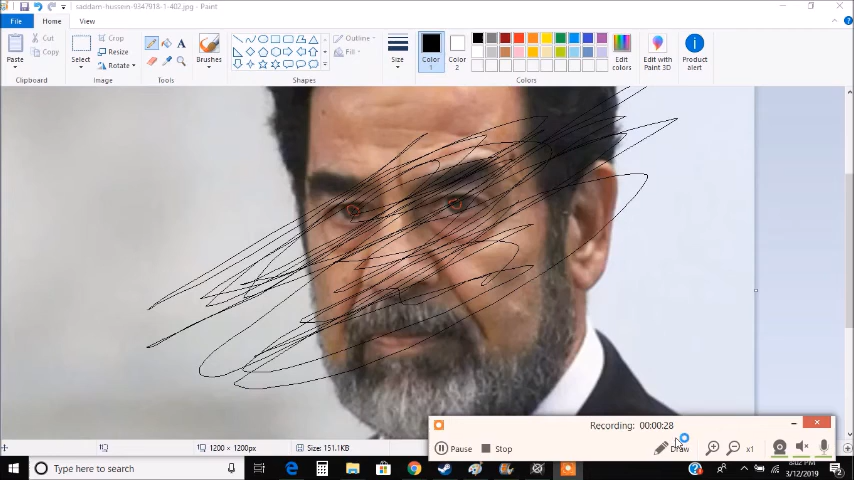 saddam-hussein-9347918-1-402.jpg - Paint
File Home View
Paste
Cut
Copy
Clipboard
Select
Crop
Resize
Rotate
Image
Tools
Brushes
Shapes
Outline
Fill
Size
Color 1
Color 2
Colors
Edit colors
Edit with Paint 3D
Product alert
1200 × 1200px
Size: 151.1KB
Recording: 00:00:28
Pause
Stop
Draw
x1
Type here to search
8:02 PM
3/12/2019